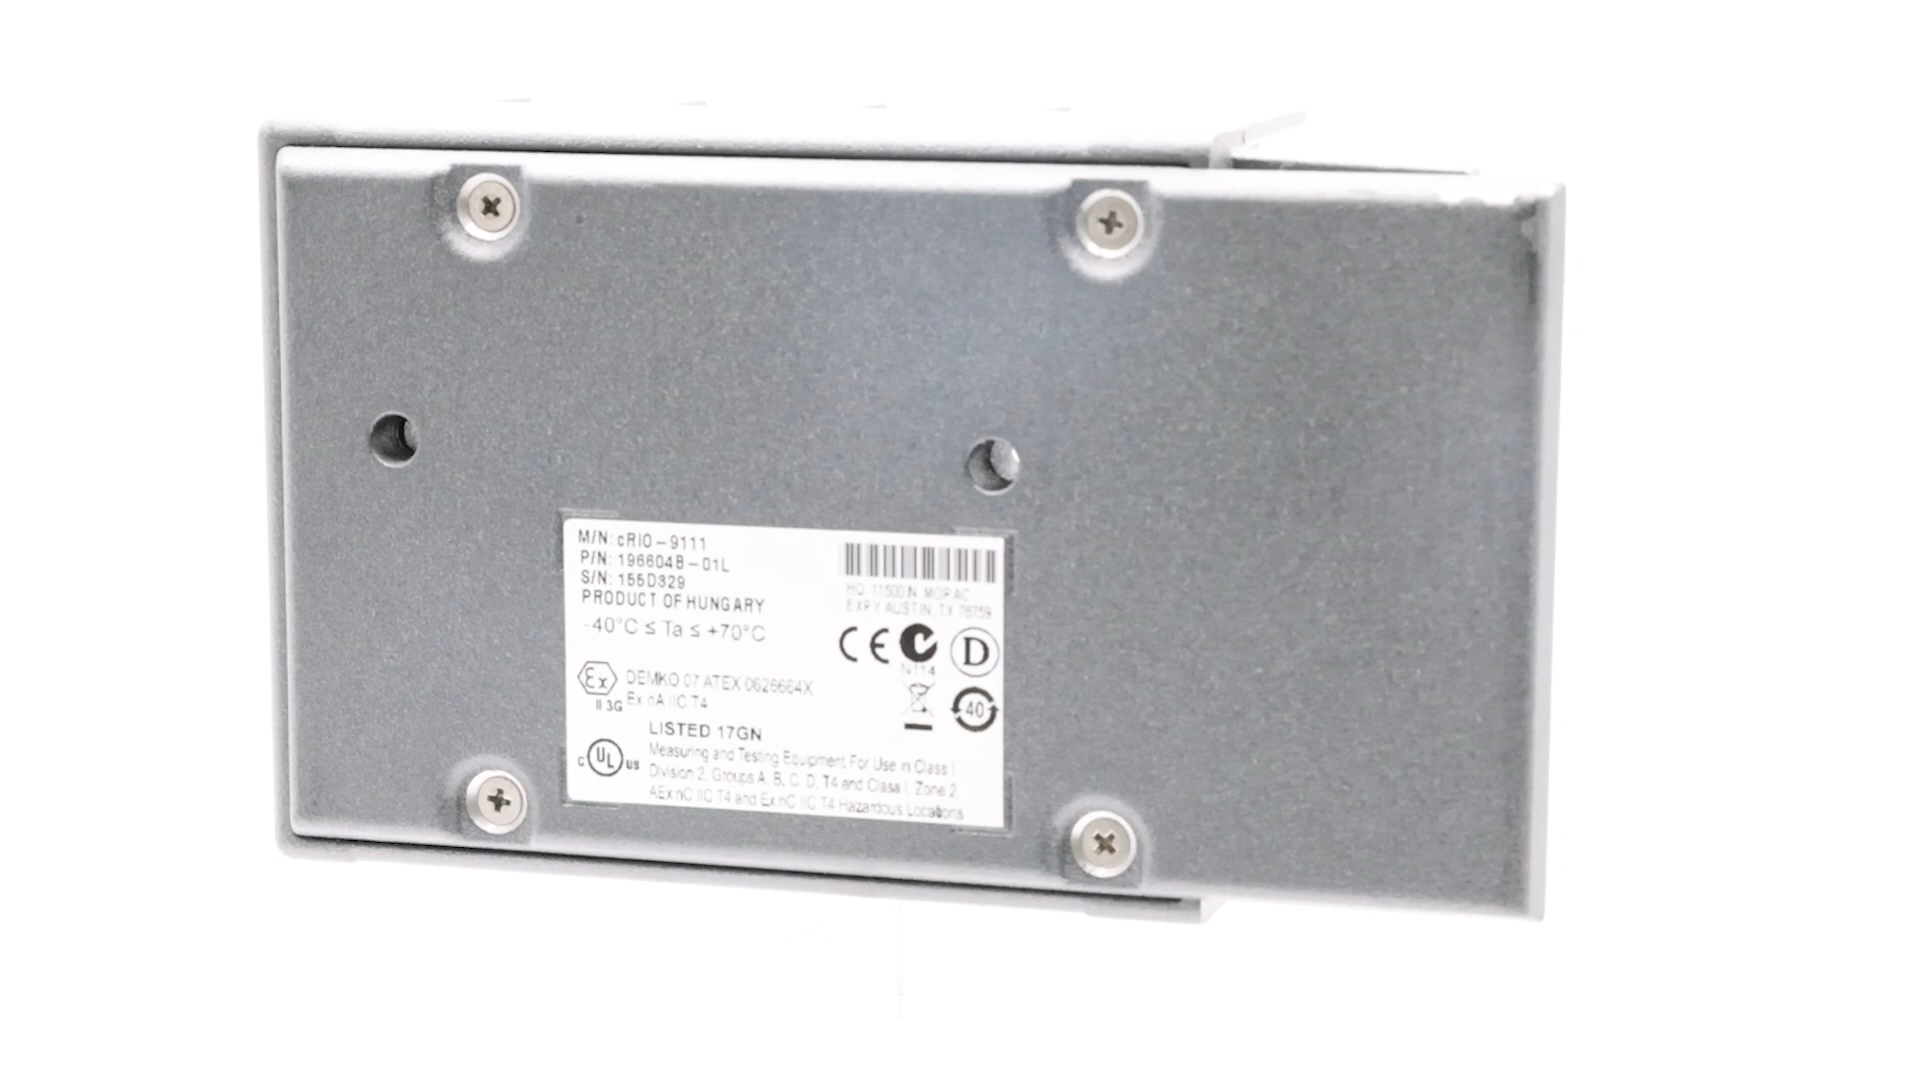 M/N: cRIO-9111
P/N: 196604B-01L
S/N: 155D329
PRODUCT OF HUNGARY
-40°C ≤ Ta ≤ +70°C
HQ: 11500 N. MOPAC
EXPY AUSTIN, TX 78759
CE
N114
D
40
Ex
II 3G
DEMKO 07 ATEX 0626664X
Ex nA IIC T4
LISTED 17GN
c UL us
Measuring and Testing Equipment For Use in Class I
Division 2, Groups A, B, C, D, T4 and Class I, Zone 2,
AEx nC IIC T4 and Ex nC IIC T4 Hazardous Locations